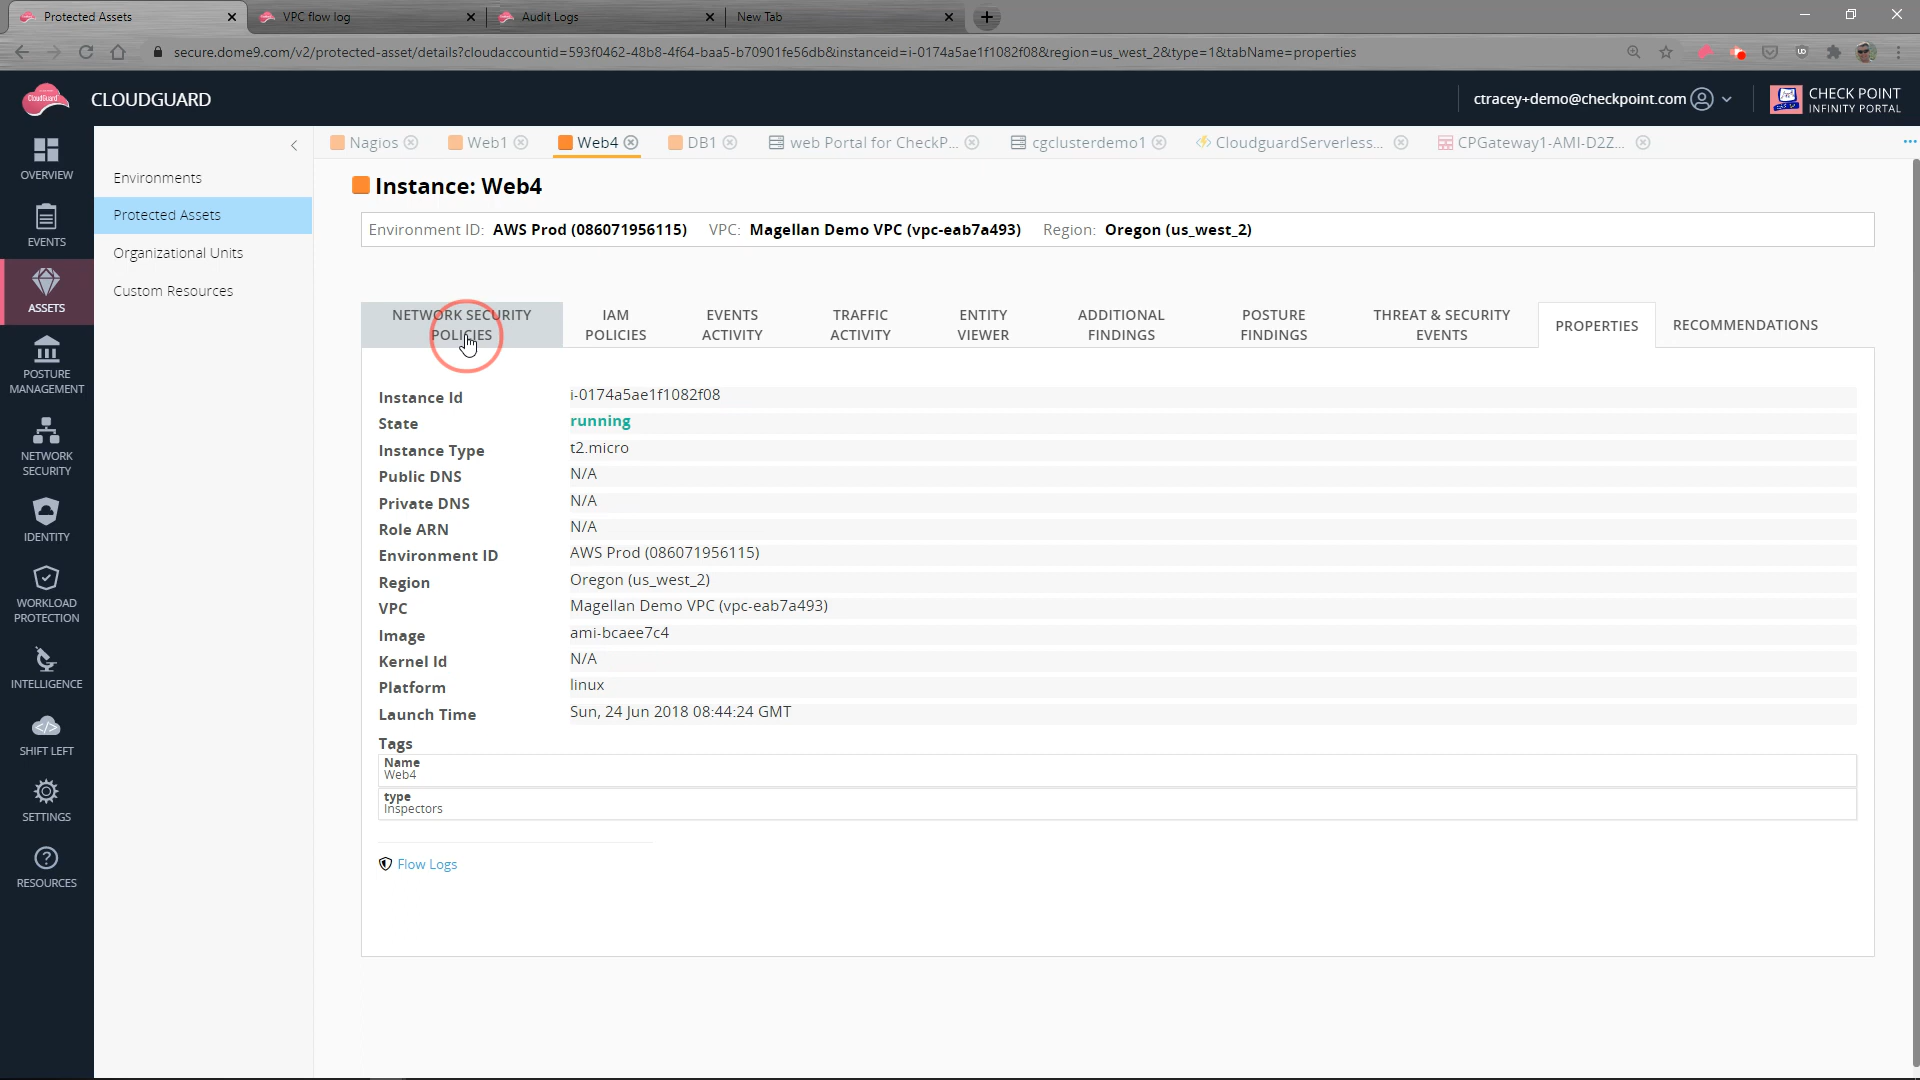 Protected Assets
VPC flow log
Audit Logs
New Tab
secure.dome9.com/v2/protected-asset/details?cloudaccountid=593f0462-48b8-4f64-baa5-b70901fe56db&instanceid=i-0174a5ae1f1082f08&region=us_west_2&type=1&tabName=properties
CloudGuard
CLOUDGUARD
ctracey+demo@checkpoint.com
CHECK POINT
INFINITY PORTAL
OVERVIEW
EVENTS
ASSETS
POSTURE
MANAGEMENT
NETWORK
SECURITY
IDENTITY
WORKLOAD
PROTECTION
INTELLIGENCE
SHIFT LEFT
SETTINGS
RESOURCES
Environments
Protected Assets
Organizational Units
Custom Resources
Nagios
Web1
Web4
DB1
web Portal for CheckP...
cgclusterdemo1
CloudguardServerless...
CPGateway1-AMI-D2Z...
Instance: Web4
Environment ID: AWS Prod (086071956115) VPC: Magellan Demo VPC (vpc-eab7a493) Region: Oregon (us_west_2)
NETWORK SECURITY
POLICIES
IAM
POLICIES
EVENTS
ACTIVITY
TRAFFIC
ACTIVITY
ENTITY
VIEWER
ADDITIONAL
FINDINGS
POSTURE
FINDINGS
THREAT & SECURITY
EVENTS
PROPERTIES
RECOMMENDATIONS
Instance Id i-0174a5ae1f1082f08
State running
Instance Type t2.micro
Public DNS N/A
Private DNS N/A
Role ARN N/A
Environment ID AWS Prod (086071956115)
Region Oregon (us_west_2)
VPC Magellan Demo VPC (vpc-eab7a493)
Image ami-bcaee7c4
Kernel Id N/A
Platform linux
Launch Time Sun, 24 Jun 2018 08:44:24 GMT
Tags
Name
Web4
type
Inspectors
Flow Logs